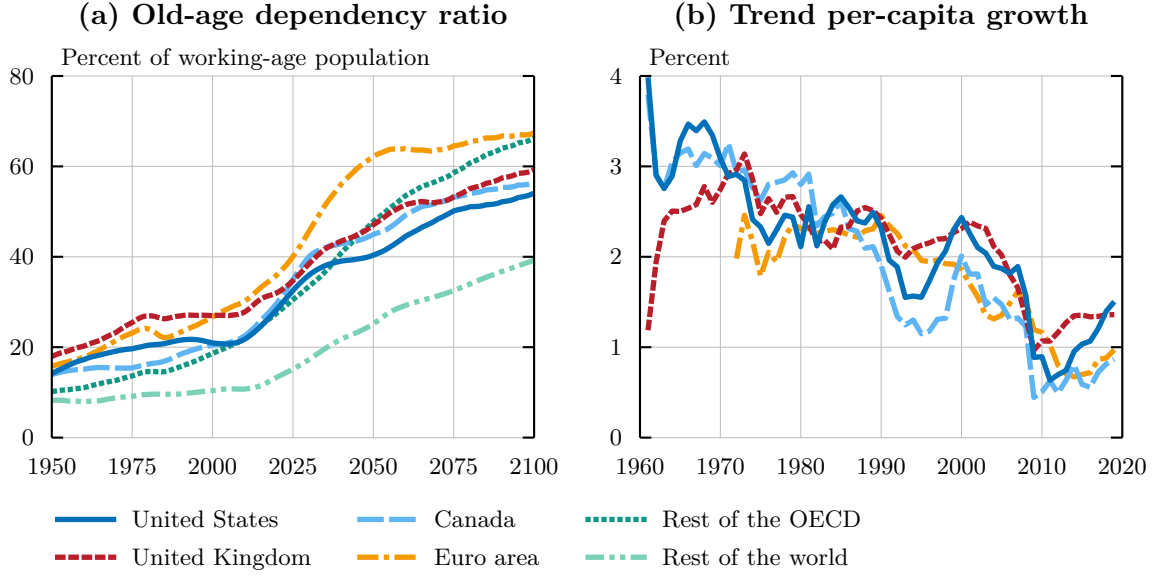 (a) Old-age dependency ratio
Percent of working-age population
80
60
40
20
0
1950 1975 2000 2025 2050 2075 2100
(b) Trend per-capita growth
Percent
4
3
2
1
0
1960 1970 1980 1990 2000 2010 2020
United States Canada Rest of the OECD
United Kingdom Euro area Rest of the world